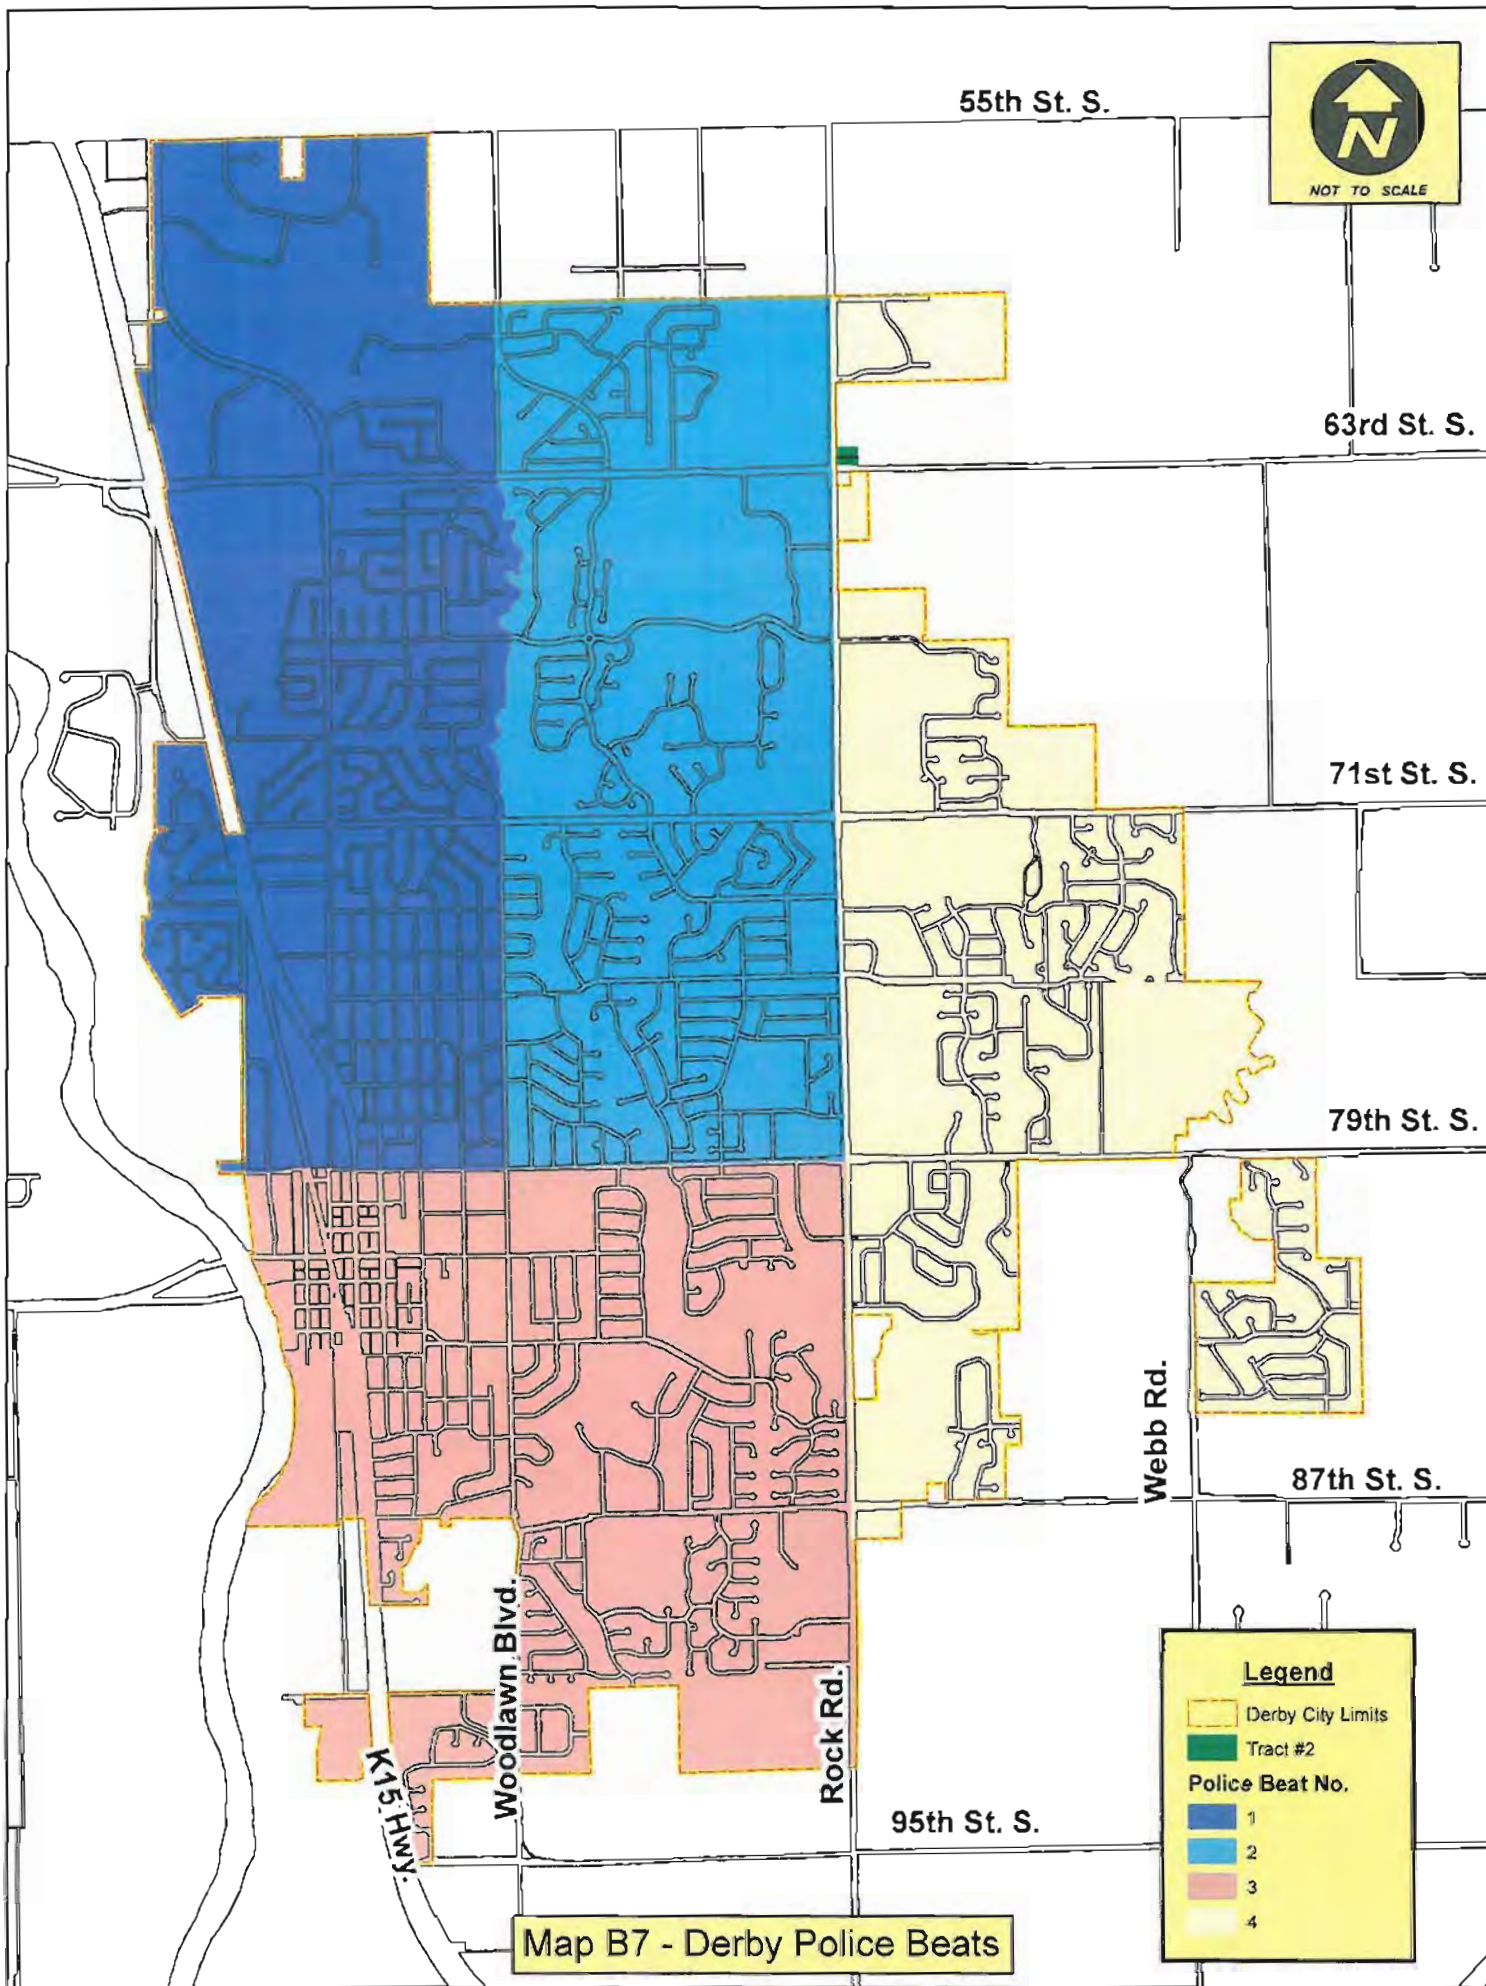 55th St. S.
N
NOT TO SCALE
63rd St. S.
71st St. S.
79th St. S.
Webb Rd.
87th St. S.
Woodlawn Blvd.
Rock Rd.
K15 Hwy.
95th St. S.
Legend
Derby City Limits
Tract #2
Police Beat No.
1
2
3
4
Map B7 - Derby Police Beats